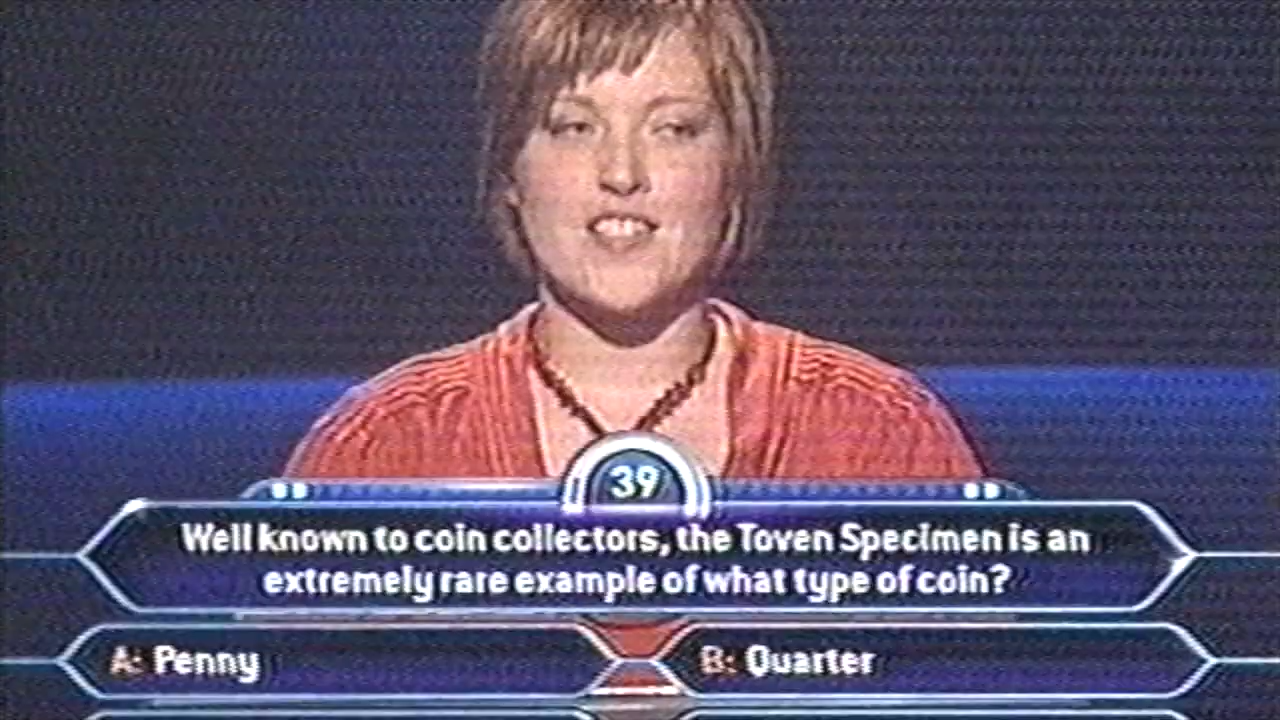 39
Well known to coin collectors, the Toven Specimen is an
extremely rare example of what type of coin?
A: Penny
B: Quarter